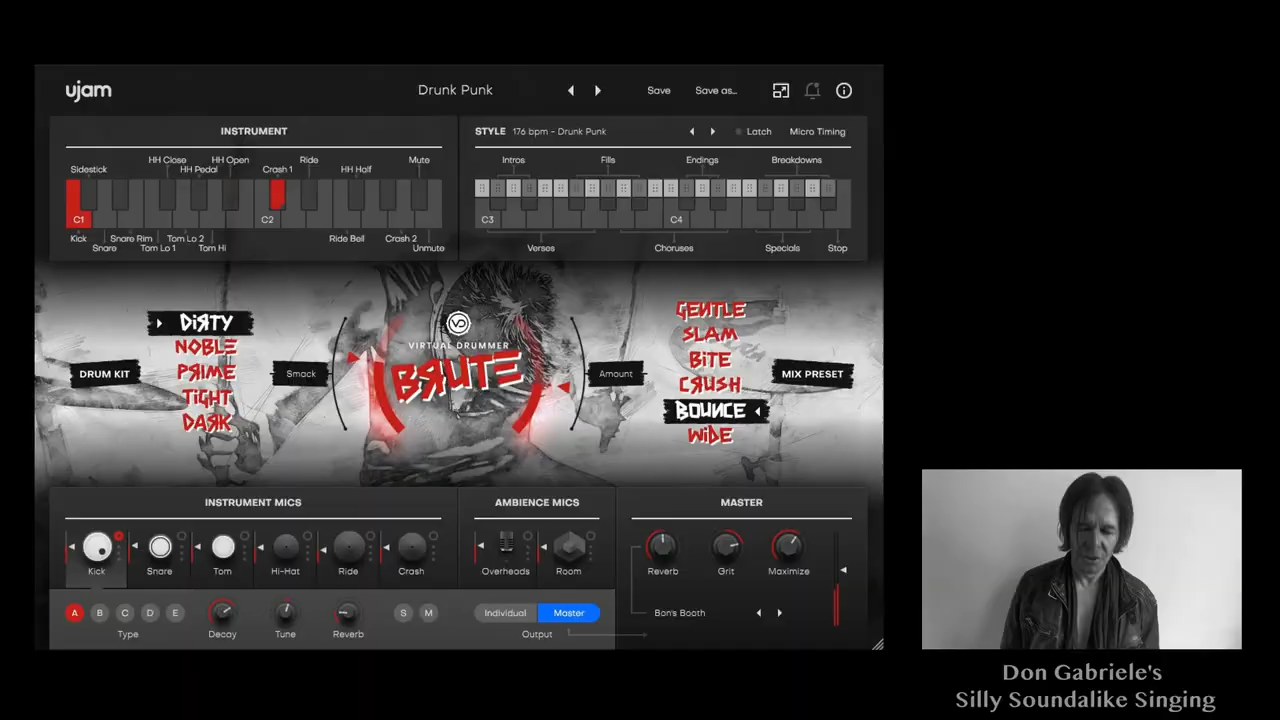 ujam
Drunk Punk
Save
Save as...
INSTRUMENT
STYLE 176 bpm - Drunk Punk
Latch
Micro Timing
Sidestick
HH Close
HH Pedal
HH Open
Crash 1
Ride
HH Half
Mute
Intros
Fills
Endings
Breakdowns
C1
C2
C3
C4
Kick
Snare
Snare Rim
Tom Lo 1
Tom Lo 2
Tom Hi
Ride Bell
Crash 2
Unmute
Verses
Choruses
Specials
Stop
DRUM KIT
DIRTY
NOBLE
PRIME
TIGHT
DARK
Smack
VD
VIRTUAL DRUMMER
BRUTE
Amount
GENTLE
SLAM
BITE
CRUSH
BOUNCE
WIDE
MIX PRESET
INSTRUMENT MICS
AMBIENCE MICS
MASTER
Kick
Snare
Tom
Hi-Hat
Ride
Crash
Overheads
Room
Reverb
Grit
Maximize
A B C D E
Type
Decay
Tune
Reverb
S M
Individual
Master
Output
Bon's Booth
Don Gabriele's
Silly Soundalike Singing